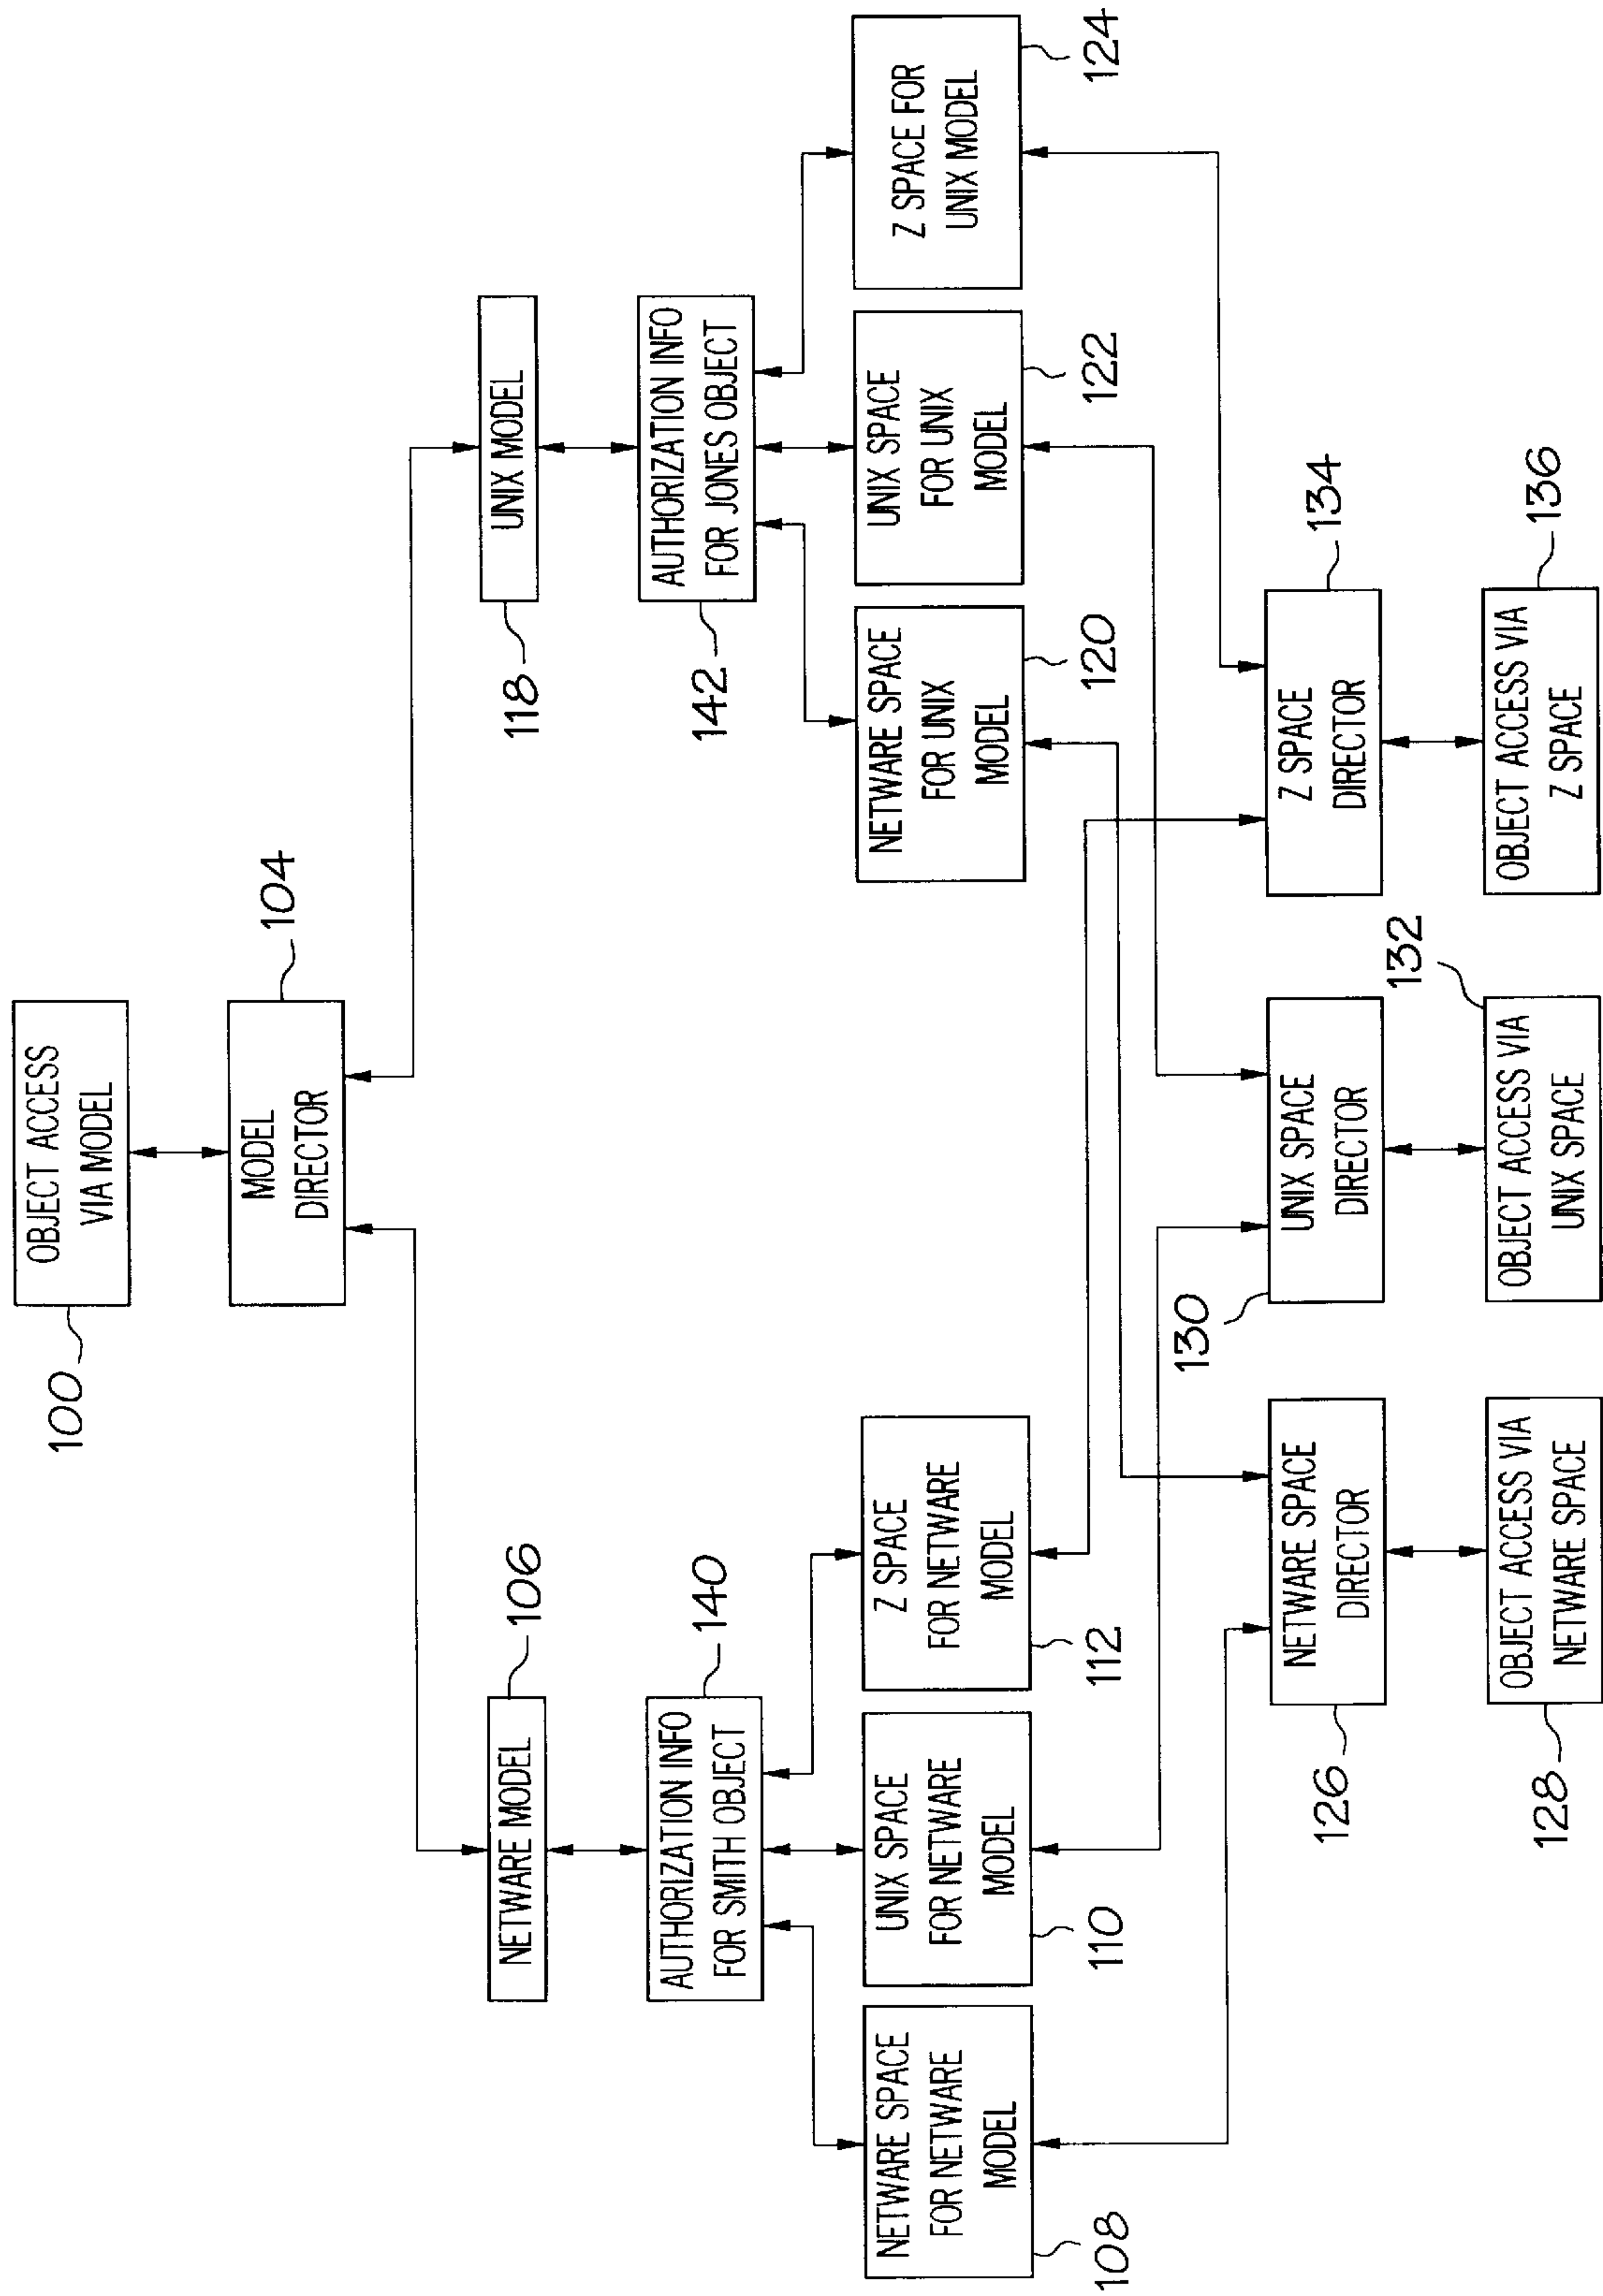 100
OBJECT ACCESS
VIA MODEL
104
MODEL
DIRECTOR
106
NETWARE MODEL
118
UNIX MODEL
140
AUTHORIZATION INFO
FOR SMITH OBJECT
142
AUTHORIZATION INFO
FOR JONES OBJECT
NETWARE SPACE
FOR NETWARE
MODEL
108
UNIX SPACE
FOR NETWARE
MODEL
110
Z SPACE
FOR NETWARE
MODEL
112
NETWARE SPACE
FOR UNIX
MODEL
120
UNIX SPACE
FOR UNIX
MODEL
122
Z SPACE FOR
UNIX MODEL
124
126
NETWARE SPACE
DIRECTOR
130
UNIX SPACE
DIRECTOR
134
Z SPACE
DIRECTOR
128
OBJECT ACCESS VIA
NETWARE SPACE
132
OBJECT ACCESS VIA
UNIX SPACE
136
OBJECT ACCESS VIA
Z SPACE